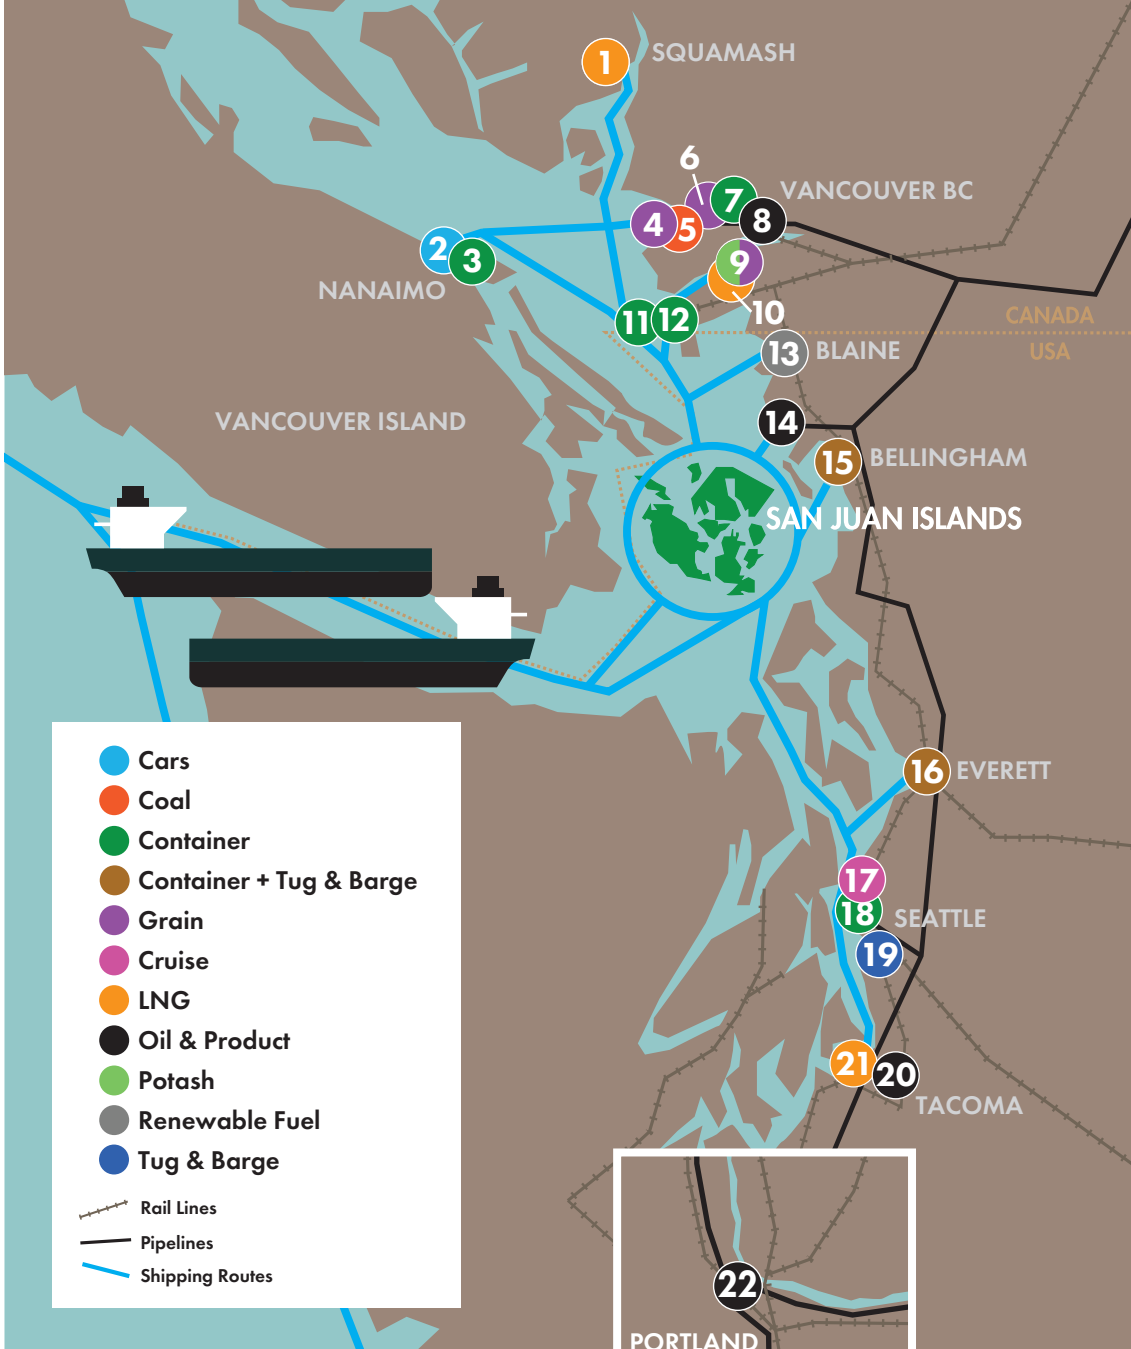 1
SQUAMASH
6
VANCOUVER BC
7
4
5
8
2
3
9
NANAIMO
10
11
12
CANADA
USA
13
BLAINE
VANCOUVER ISLAND
14
15
BELLINGHAM
SAN JUAN ISLANDS
16
EVERETT
17
18
SEATTLE
19
21
20
TACOMA
22
PORTLAND
Cars
Coal
Container
Container + Tug & Barge
Grain
Cruise
LNG
Oil & Product
Potash
Renewable Fuel
Tug & Barge
Rail Lines
Pipelines
Shipping Routes